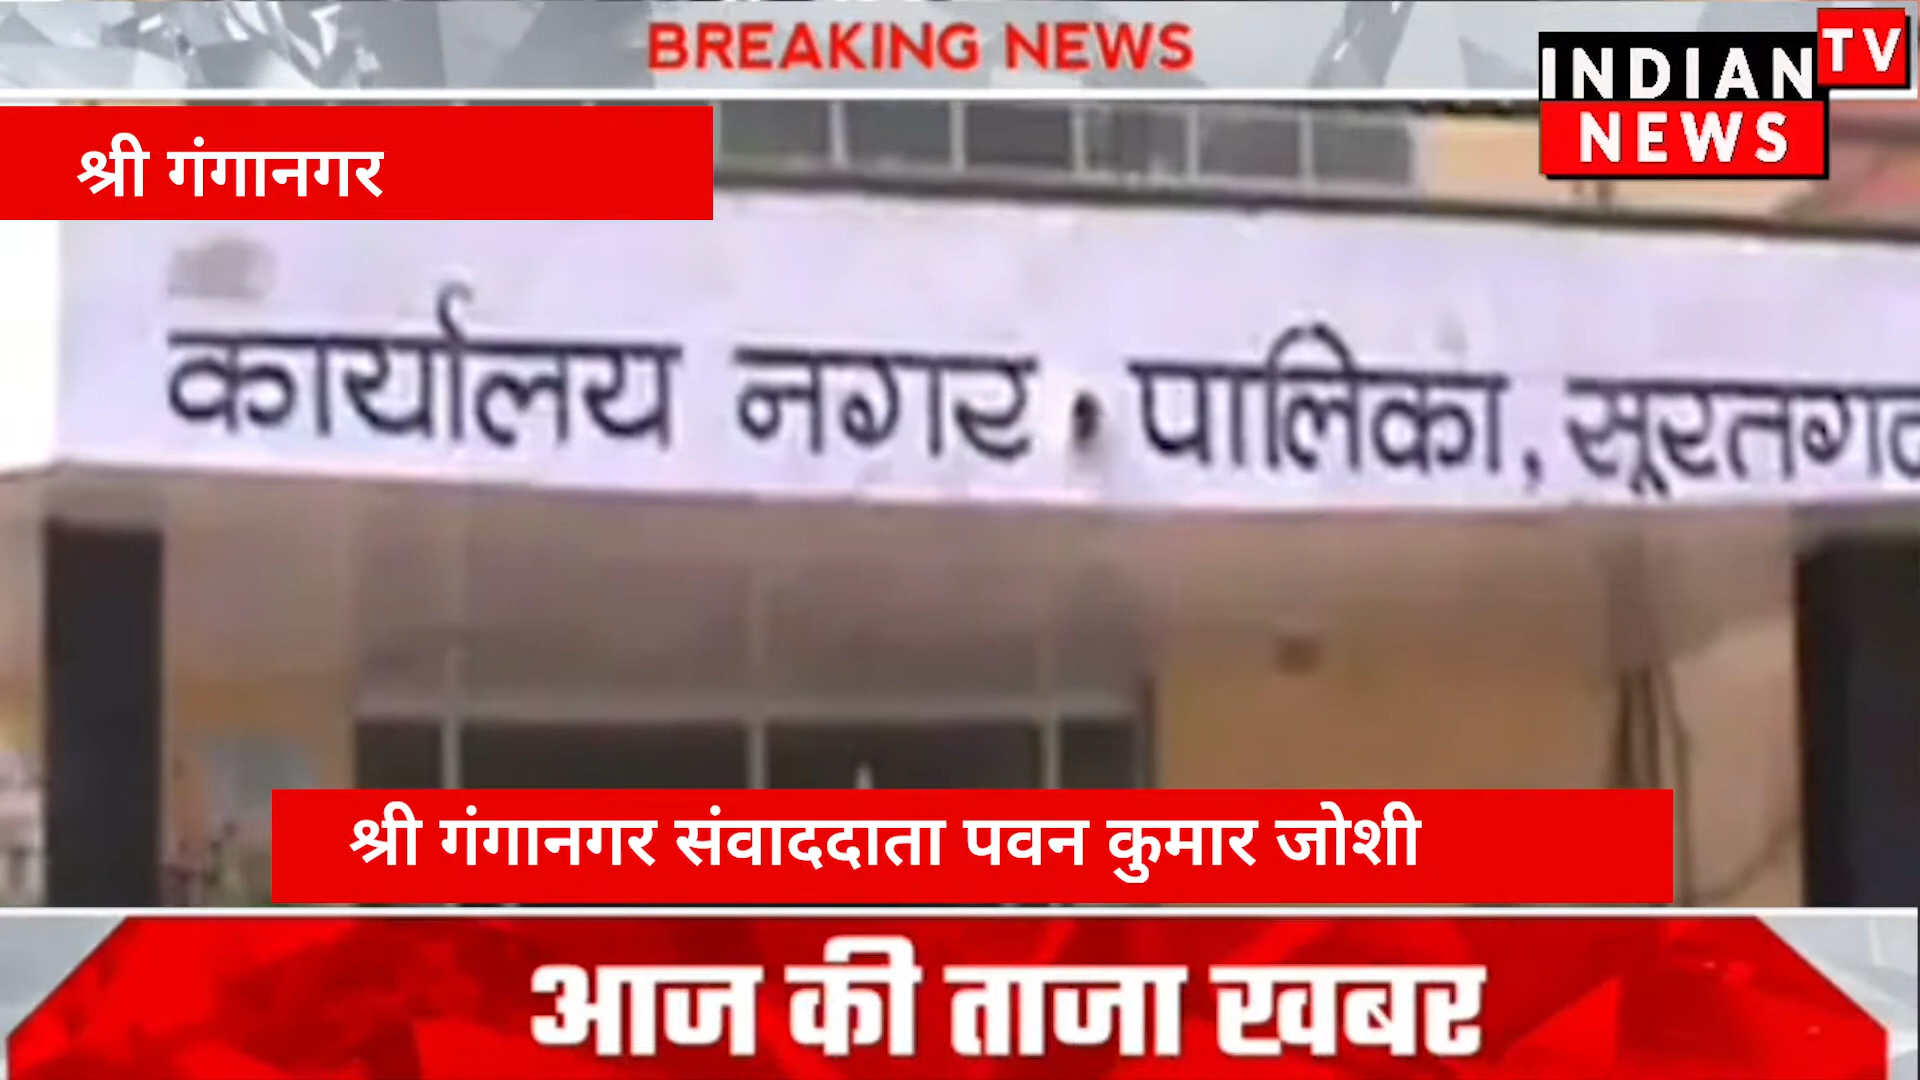 BREAKING NEWS
INDIAN TV
NEWS
श्री गंगानगर
कार्यालय नगर पालिका,
श्री गंगानगर संवाददाता पवन कुमार जोशी
आज की ताजा खबर